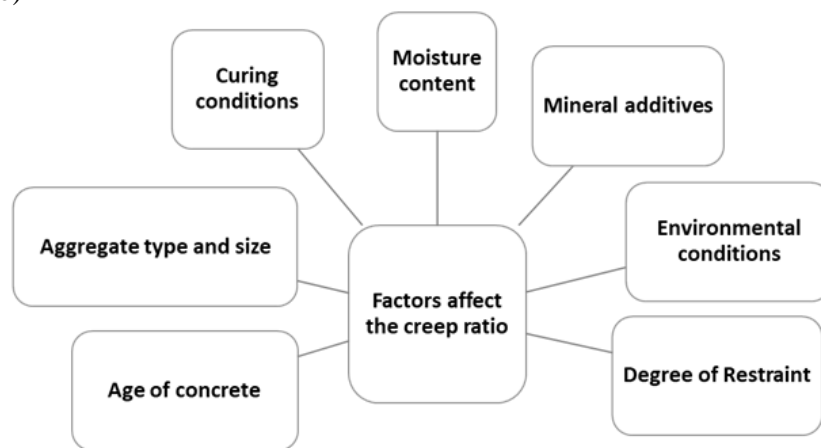 Curing
conditions
Moisture
content
Mineral additives
Aggregate type and size
Environmental
conditions
Factors affect
the creep ratio
Age of concrete
Degree of Restraint